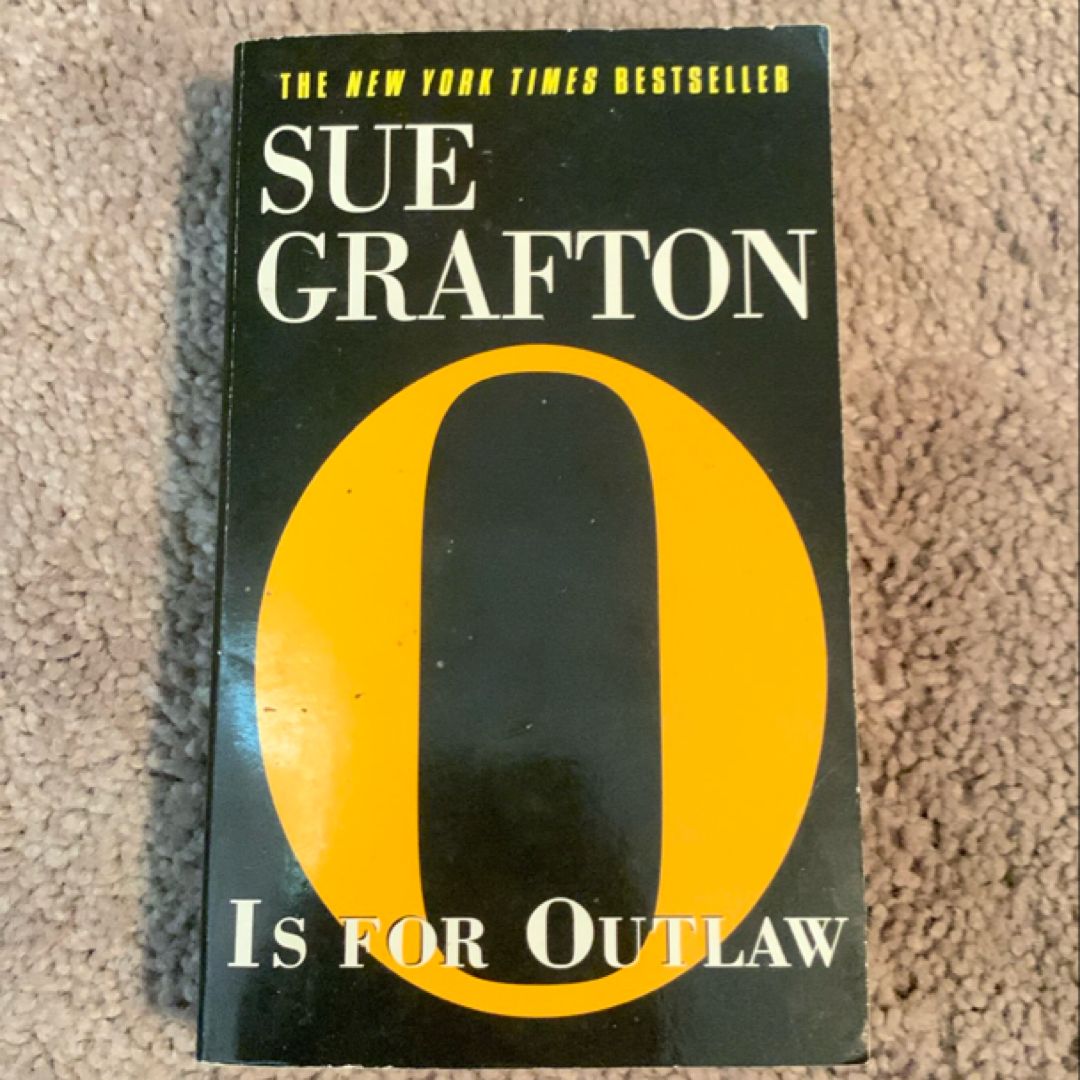 THE NEW YORK TIMES BESTSELLER
SUE
GRAFTON
O
IS FOR OUTLAW